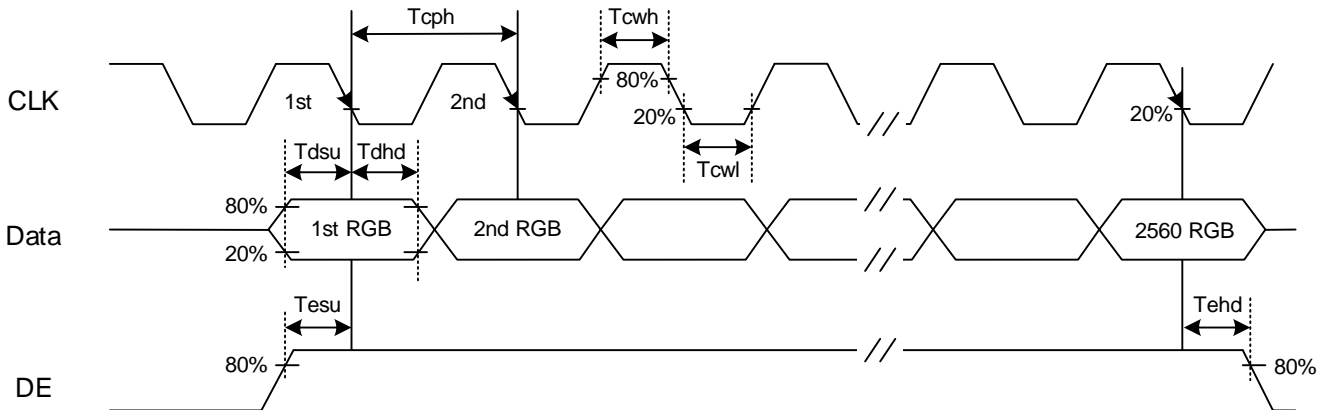 Tcph
Tcwh
CLK
1st
2nd
80%
20%
20%
Tcwl
Tdsu
Tdhd
80%
Data
1st RGB
2nd RGB
2560 RGB
20%
Tesu
Tehd
80%
80%
DE